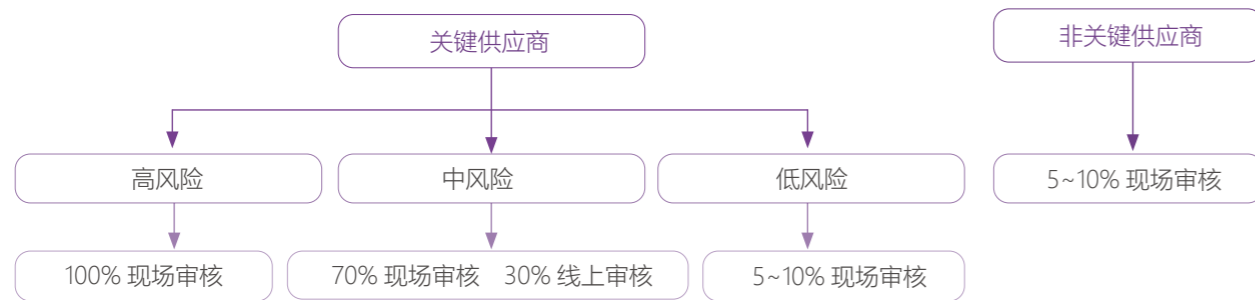 关键供应商
非关键供应商
高风险
中风险
低风险
5~10% 现场审核
100% 现场审核
70% 现场审核 30% 线上审核
5~10% 现场审核